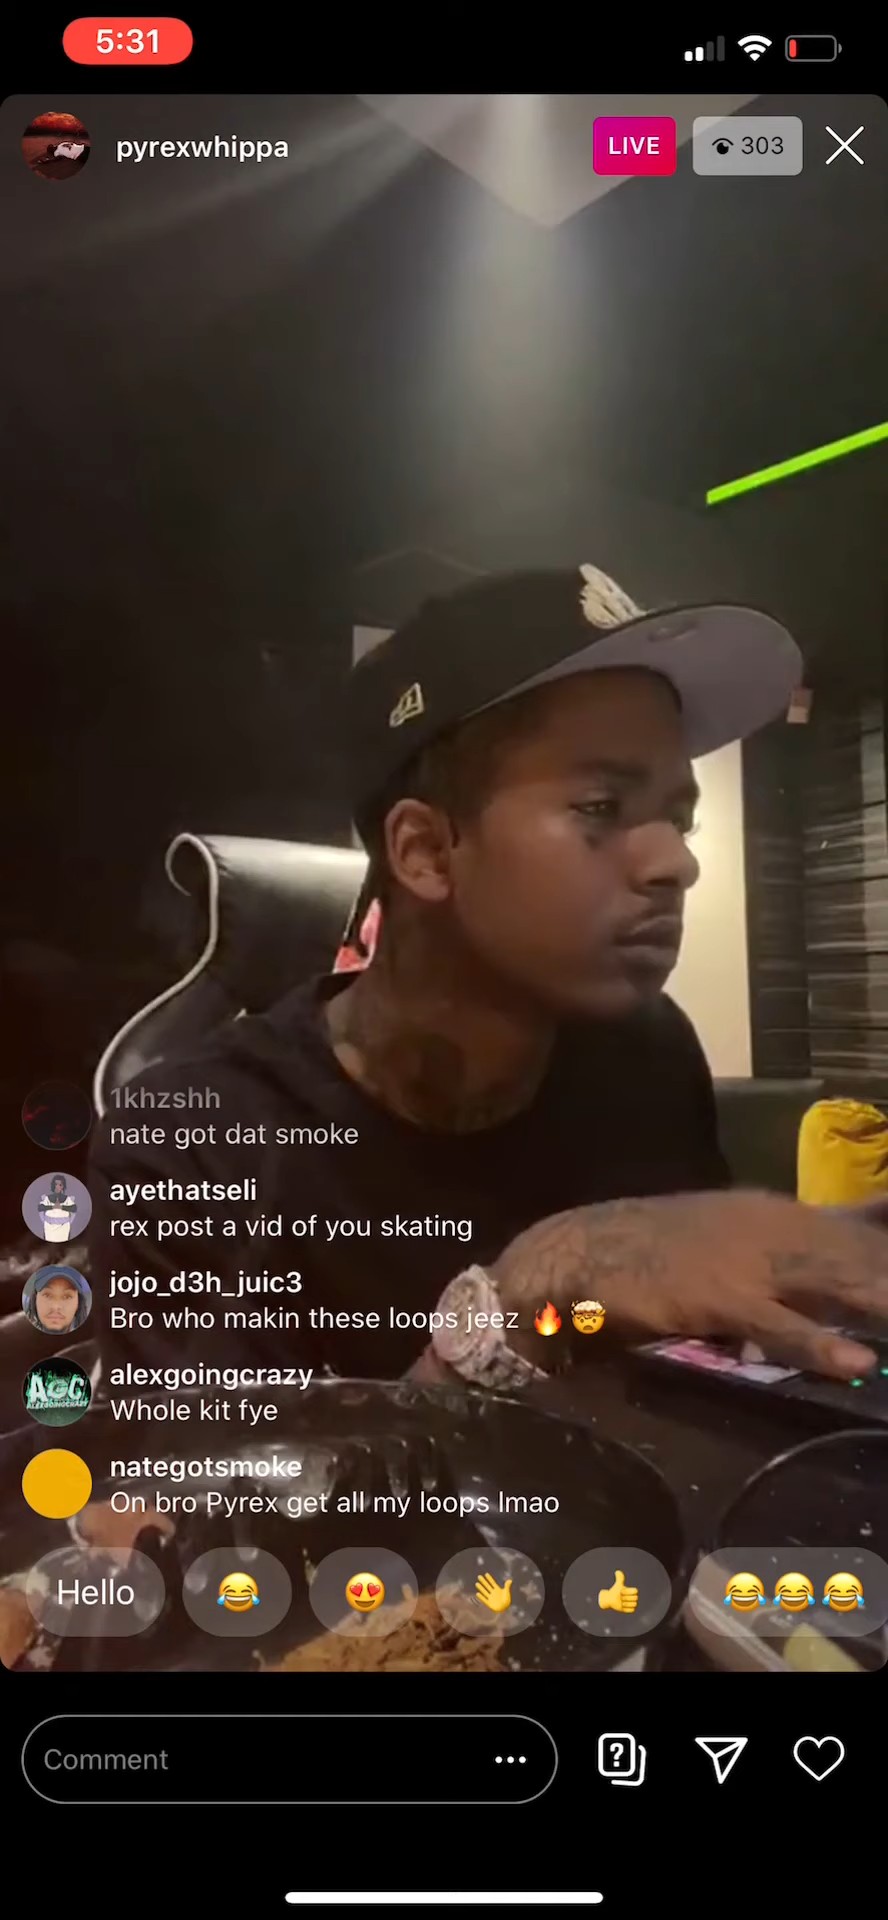 5:31
pyrexwhippa
LIVE
303
1khzshh
nate got dat smoke
ayethatseli
rex post a vid of you skating
jojo_d3h_juic3
Bro who makin these loops jeez 🔥🤯
AGC
ALEXGOINGCRAZY
alexgoingcrazy
Whole kit fye
nategotsmoke
On bro Pyrex get all my loops lmao
Hello 😂 😍 👋 👍 😂😂😂
Comment